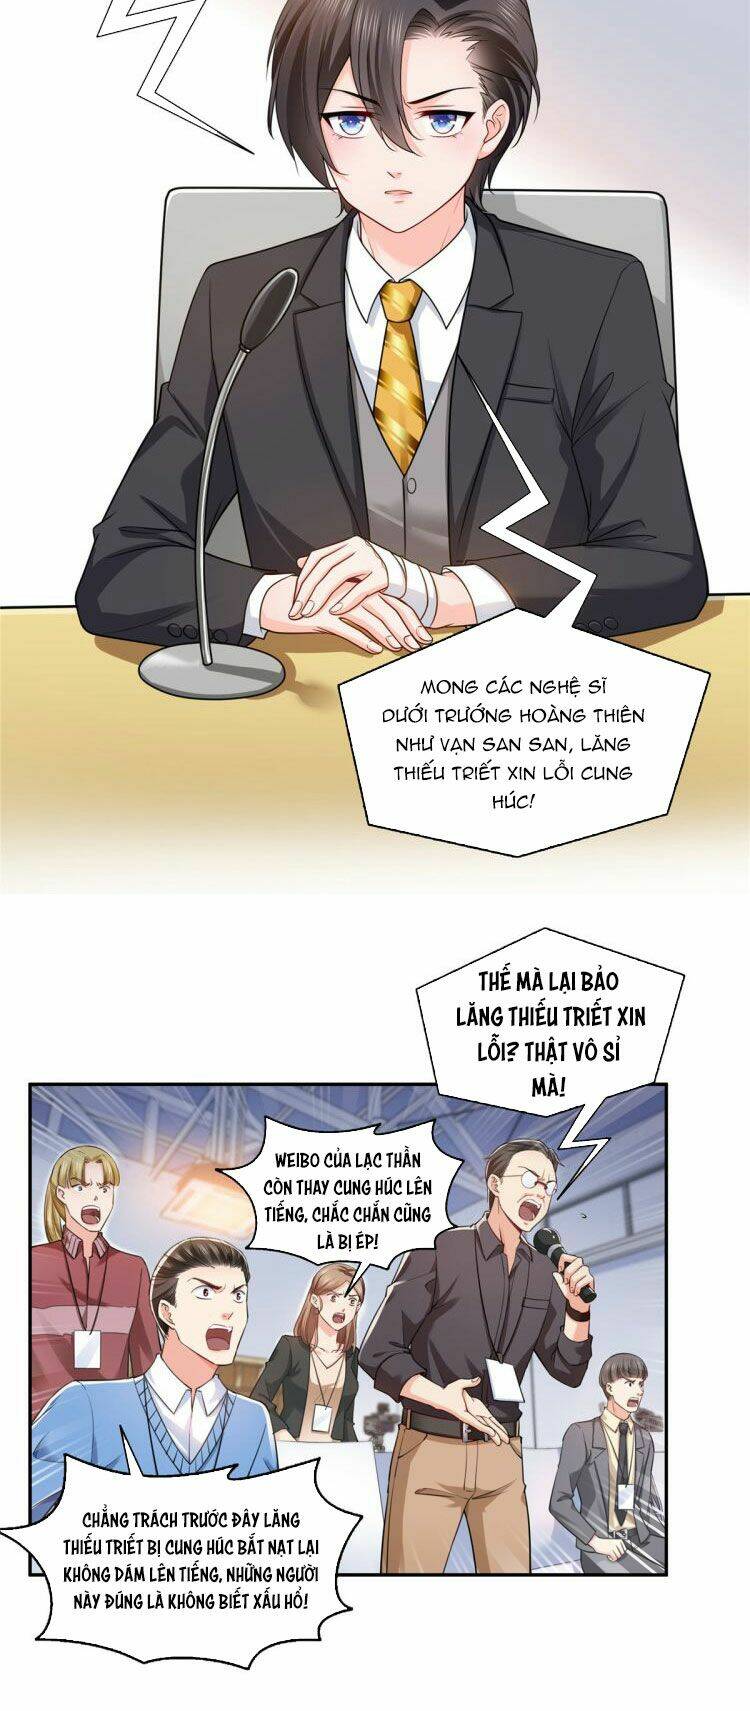 MONG CÁC NGHỆ SĨ
DƯỚI TRƯỚNG HOÀNG THIÊN
NHƯ VẠN SAN SAN, LĂNG
THIẾU TRIẾT XIN LỖI CUNG
HÚC!
THẾ MÀ LẠI BẢO
LĂNG THIẾU TRIẾT XIN
LỖI? THẬT VÔ SỈ
MÀ!
WEIBO CỦA LẠC THẦN
CÒN THAY CUNG HÚC LÊN
TIẾNG, CHẮC CHẮN CŨNG
LÀ BỊ ÉP!
CHẲNG TRÁCH TRƯỚC ĐÂY LĂNG
THIẾU TRIẾT BỊ CUNG HÚC BẮT NẠT LẠI
KHÔNG DÁM LÊN TIẾNG, NHỮNG NGƯỜI
NÀY ĐÚNG LÀ KHÔNG BIẾT XẤU HỔ!